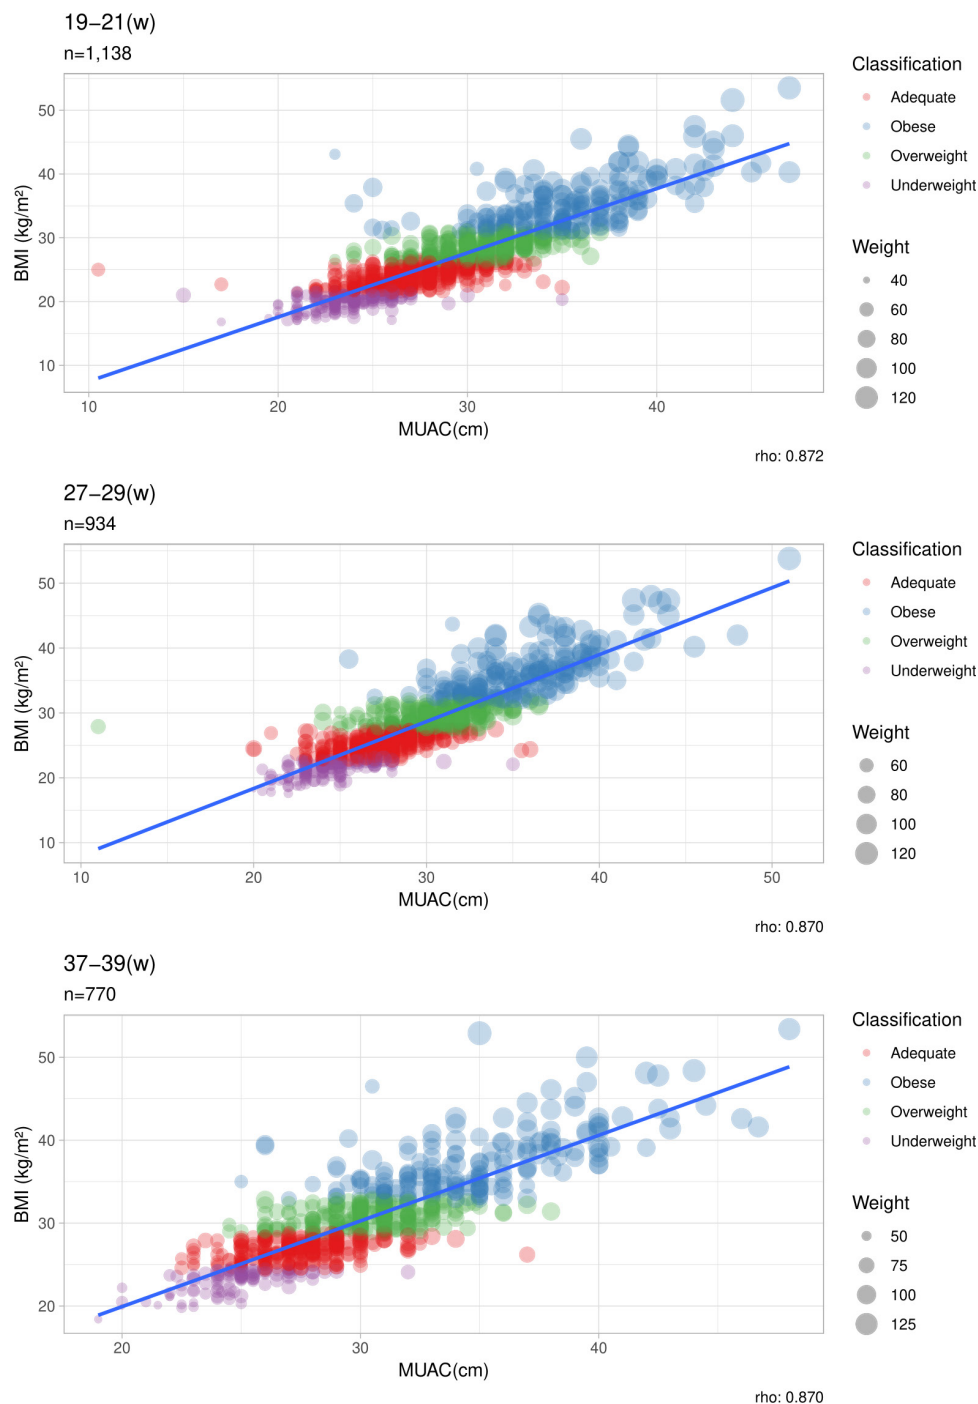 19−21(w)
n=1,138
BMI (kg/m²)
50
40
30
20
10
10
20
30
40
MUAC(cm)
rho: 0.872
Classification
Adequate
Obese
Overweight
Underweight
Weight
40
60
80
100
120
27−29(w)
n=934
BMI (kg/m²)
50
40
30
20
10
10
20
30
40
50
MUAC(cm)
rho: 0.870
Classification
Adequate
Obese
Overweight
Underweight
Weight
60
80
100
120
37−39(w)
n=770
BMI (kg/m²)
50
40
30
20
20
30
40
MUAC(cm)
rho: 0.870
Classification
Adequate
Obese
Overweight
Underweight
Weight
50
75
100
125